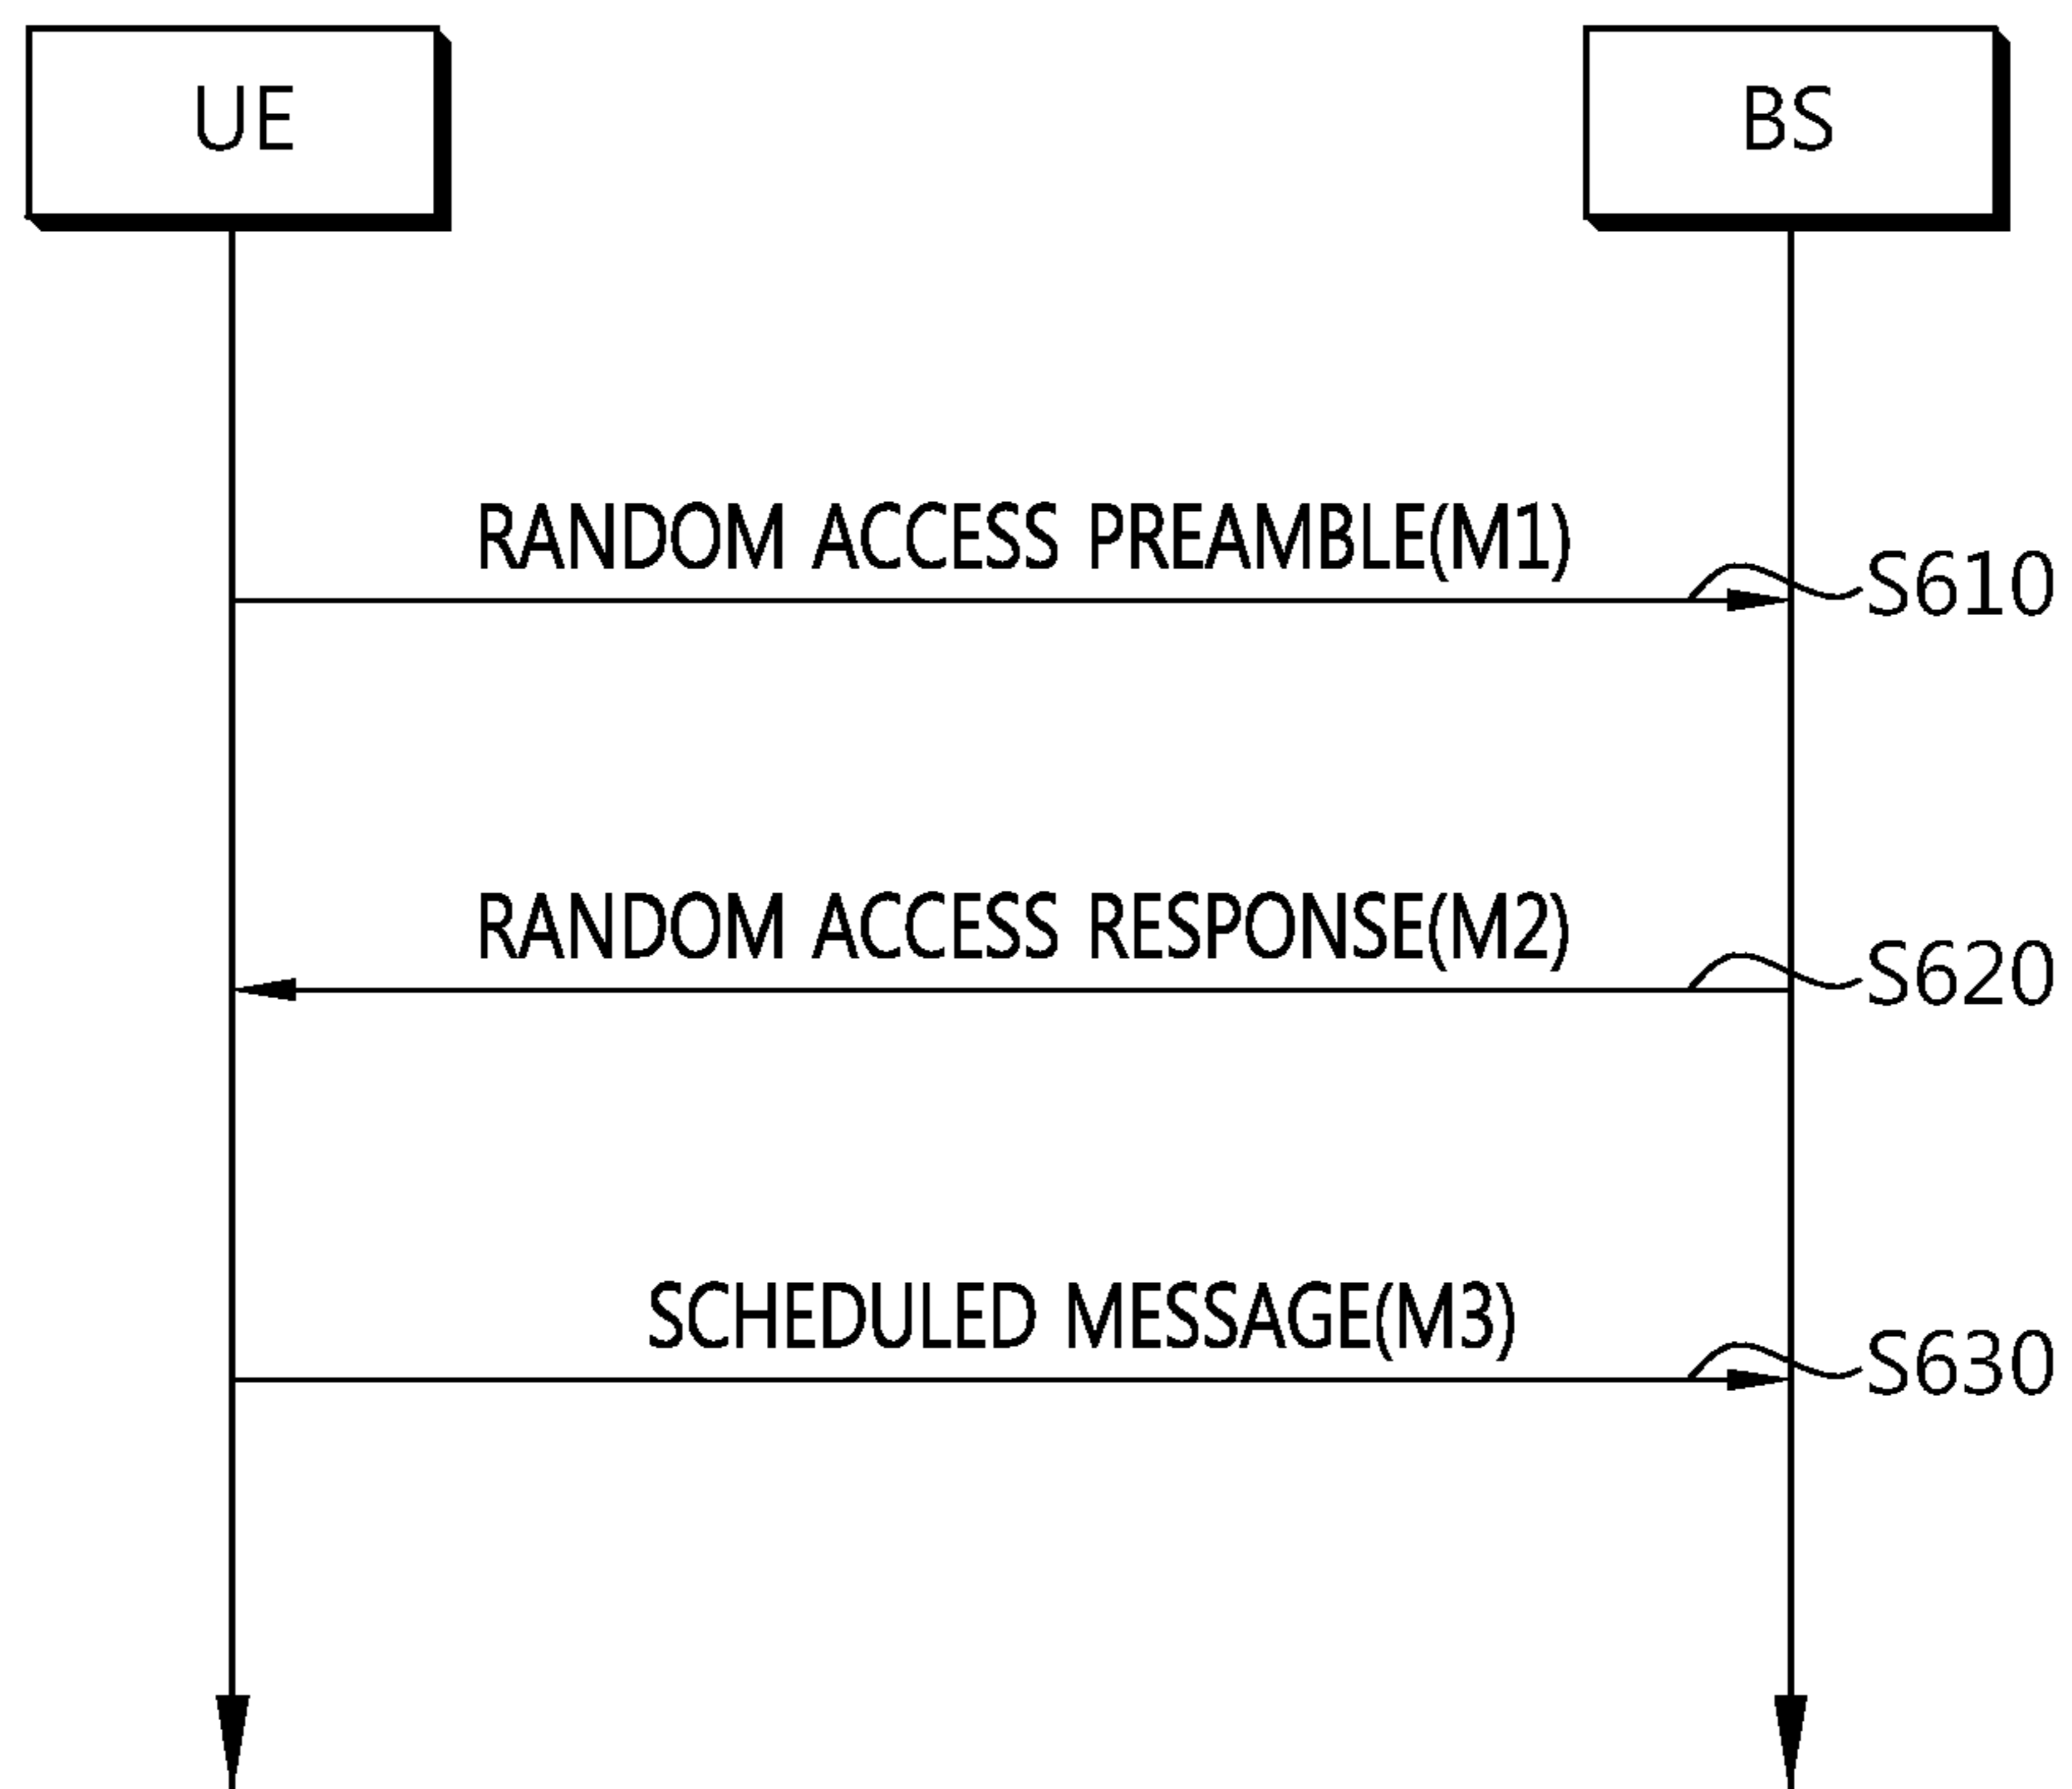 UE
BS
RANDOM ACCESS PREAMBLE(M1)
S610
RANDOM ACCESS RESPONSE(M2)
S620
SCHEDULED MESSAGE(M3)
S630